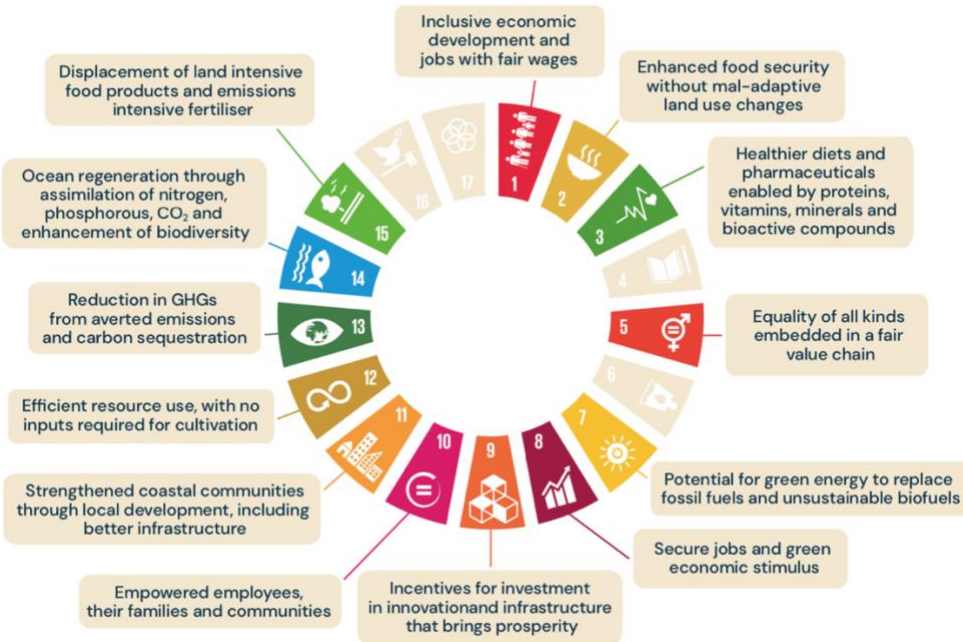 Inclusive economic
development and
jobs with fair wages
Enhanced food security
without mal-adaptive
land use changes
Healthier diets and
pharmaceuticals
enabled by proteins,
vitamins, minerals and
bioactive compounds
Equality of all kinds
embedded in a fair
value chain
Potential for green energy to replace
fossil fuels and unsustainable biofuels
Secure jobs and green
economic stimulus
Incentives for investment
in innovationand infrastructure
that brings prosperity
Empowered employees,
their families and communities
Strengthened coastal communities
through local development, including
better infrastructure
Efficient resource use, with no
inputs required for cultivation
Reduction in GHGs
from averted emissions
and carbon sequestration
Ocean regeneration through
assimilation of nitrogen,
phosphorous, CO₂ and
enhancement of biodiversity
Displacement of land intensive
food products and emissions
intensive fertiliser
1
2
3
4
5
6
7
8
9
10
11
12
13
14
15
16
17